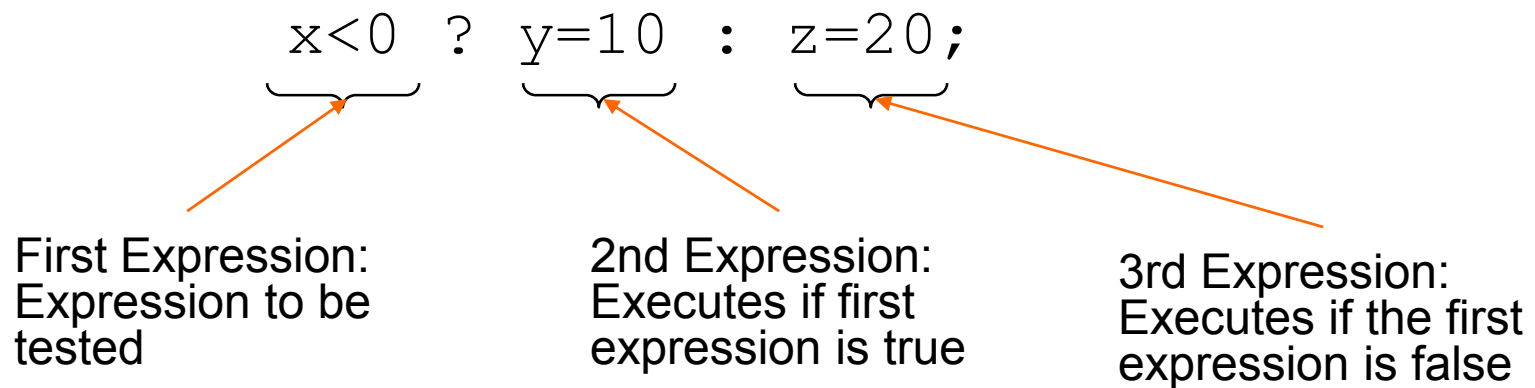 x<0 ? y=10 : z=20;
First Expression:
Expression to be
tested
2nd Expression:
Executes if first
expression is true
3rd Expression:
Executes if the first
expression is false